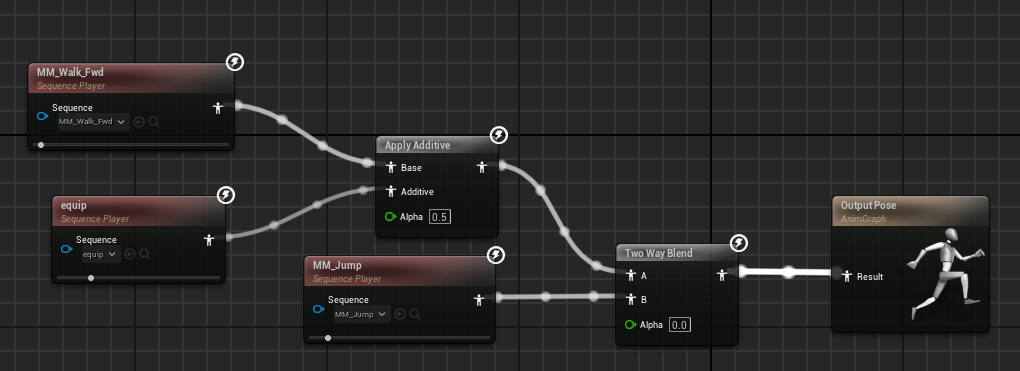 MM_Walk_Fwd
Sequence Player
Sequence
MM_Walk_Fwd
equip
Sequence Player
Sequence
equip
Apply Additive
Base
Additive
Alpha 0.5
MM_Jump
Sequence Player
Sequence
MM_Jump
Two Way Blend
A
B
Alpha 0.0
Output Pose
AnimGraph
Result